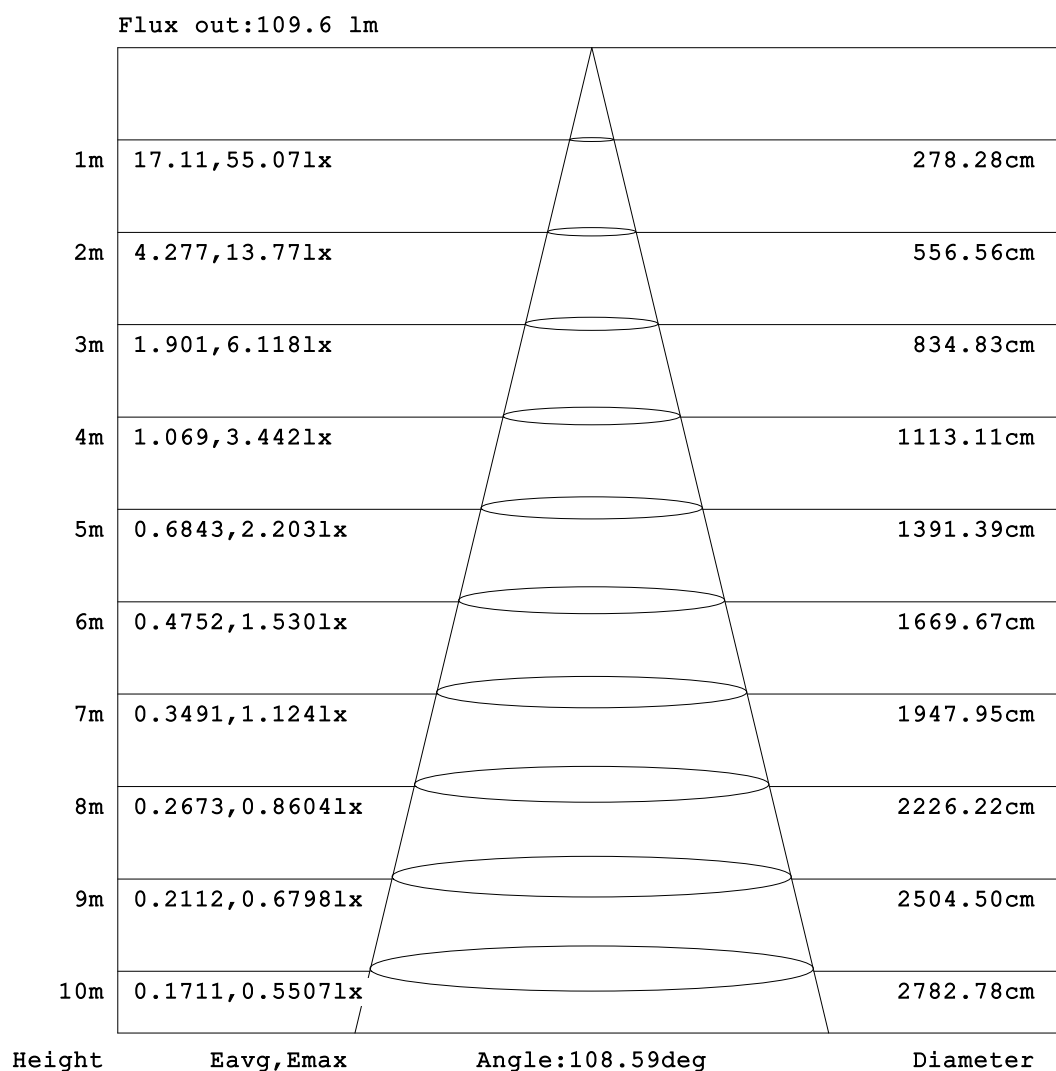 Flux out:109.6 lm
1m 17.11,55.07lx 278.28cm
2m 4.277,13.77lx 556.56cm
3m 1.901,6.118lx 834.83cm
4m 1.069,3.442lx 1113.11cm
5m 0.6843,2.203lx 1391.39cm
6m 0.4752,1.530lx 1669.67cm
7m 0.3491,1.124lx 1947.95cm
8m 0.2673,0.8604lx 2226.22cm
9m 0.2112,0.6798lx 2504.50cm
10m 0.1711,0.5507lx 2782.78cm
Height Eavg,Emax Angle:108.59deg Diameter